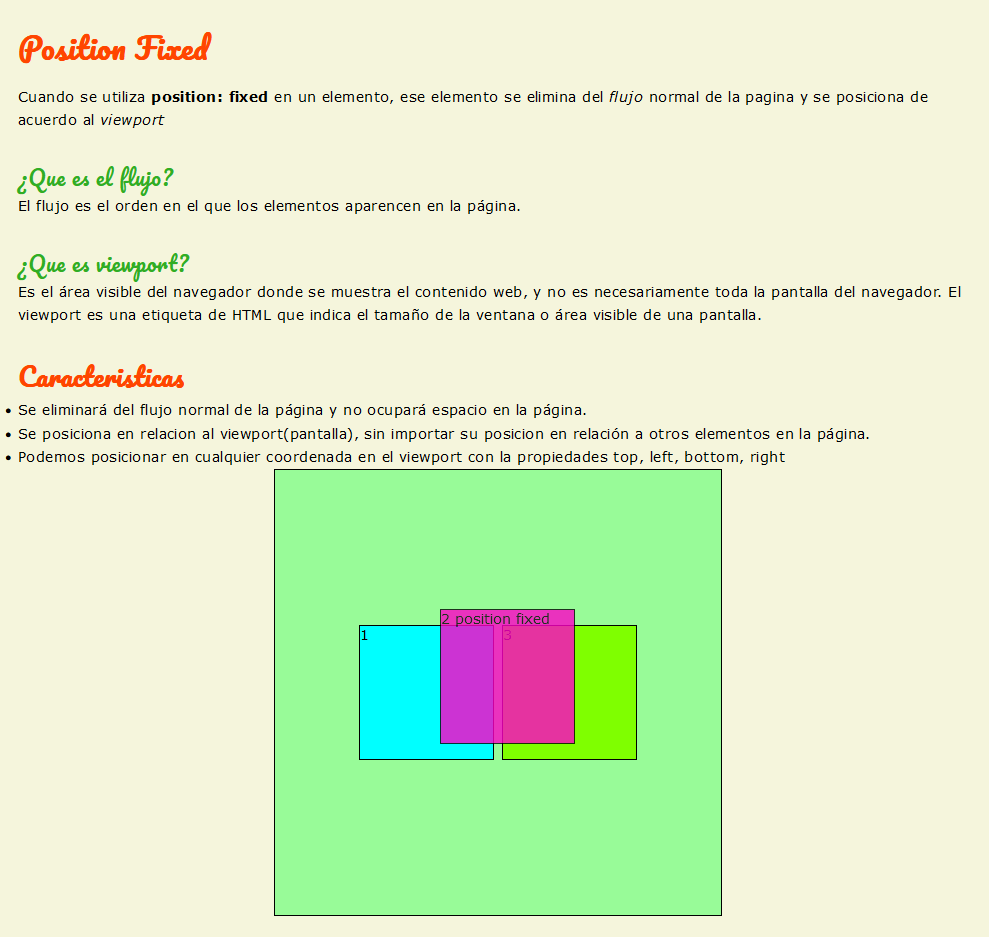 Position Fixed
Cuando se utiliza position: fixed en un elemento, ese elemento se elimina del flujo normal de la pagina y se posiciona de
acuerdo al viewport
¿Que es el flujo?
El flujo es el orden en el que los elementos aparencen en la página.
¿Que es viewport?
Es el área visible del navegador donde se muestra el contenido web, y no es necesariamente toda la pantalla del navegador. El
viewport es una etiqueta de HTML que indica el tamaño de la ventana o área visible de una pantalla.
Caracteristicas
• Se eliminará del flujo normal de la página y no ocupará espacio en la página.
• Se posiciona en relacion al viewport(pantalla), sin importar su posicion en relación a otros elementos en la página.
• Podemos posicionar en cualquier coordenada en el viewport con la propiedades top, left, bottom, right
2 position fixed
1
3